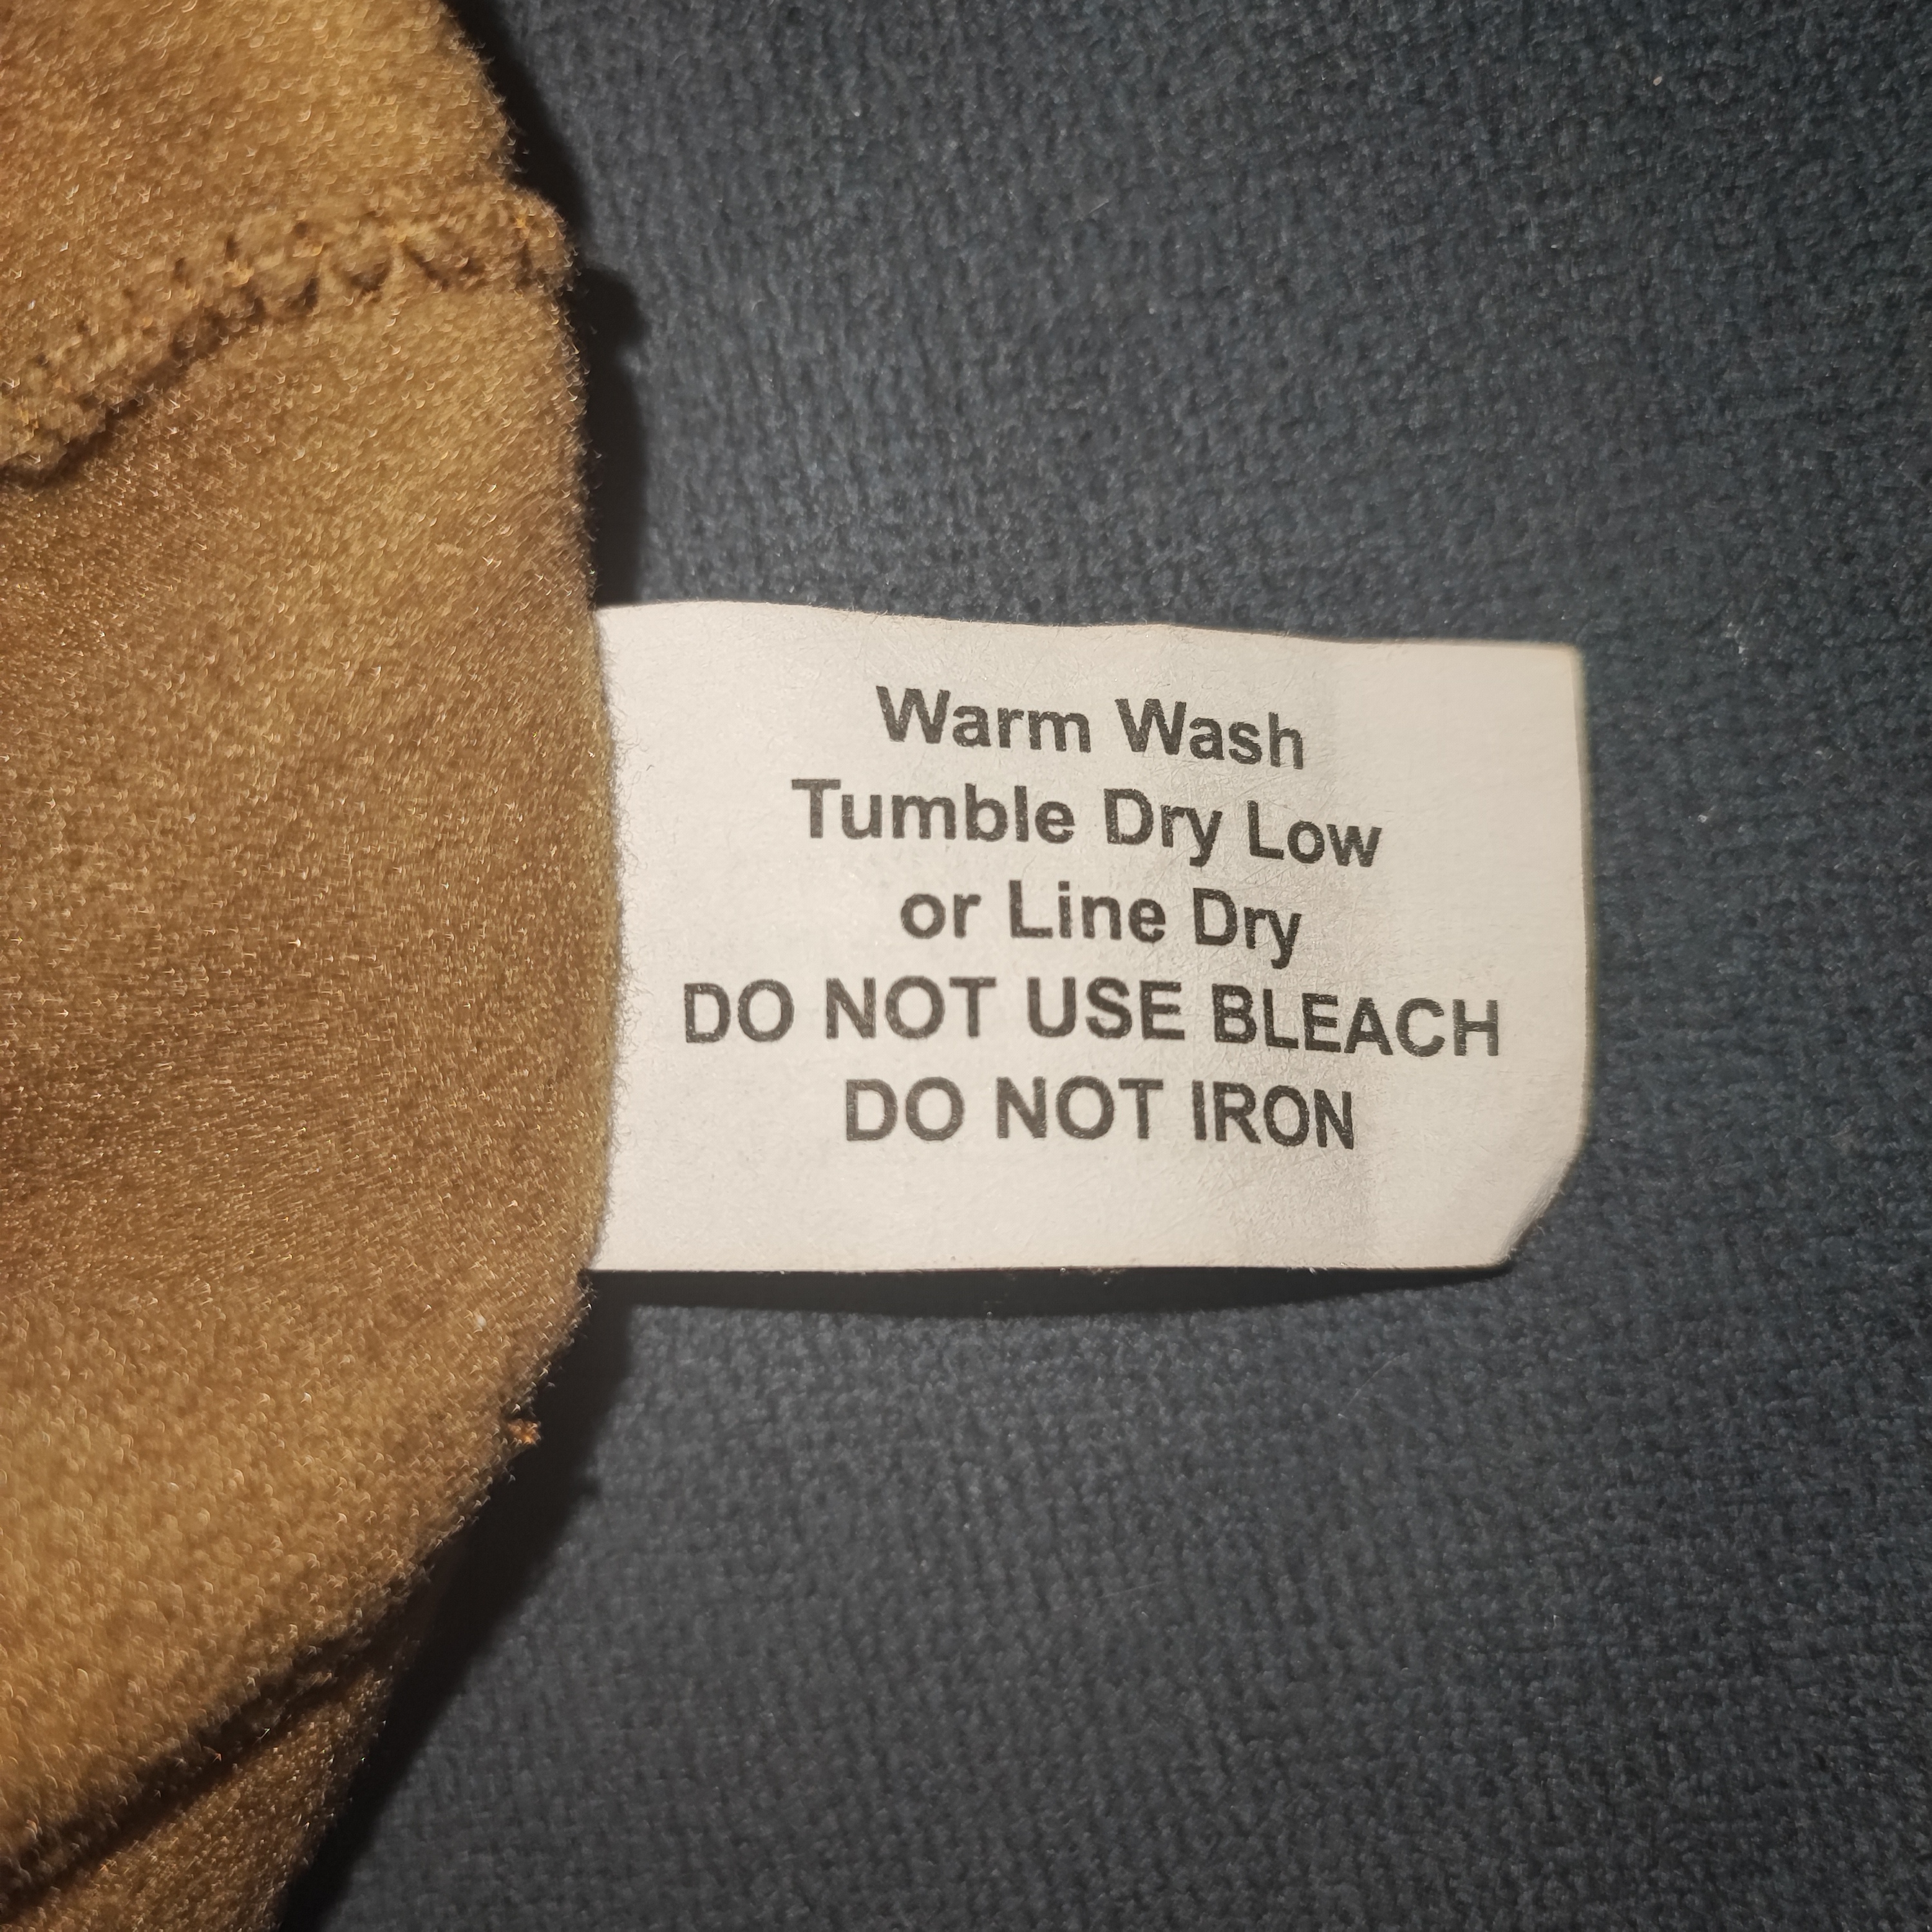 Warm Wash
Tumble Dry Low
or Line Dry
DO NOT USE BLEACH
DO NOT IRON